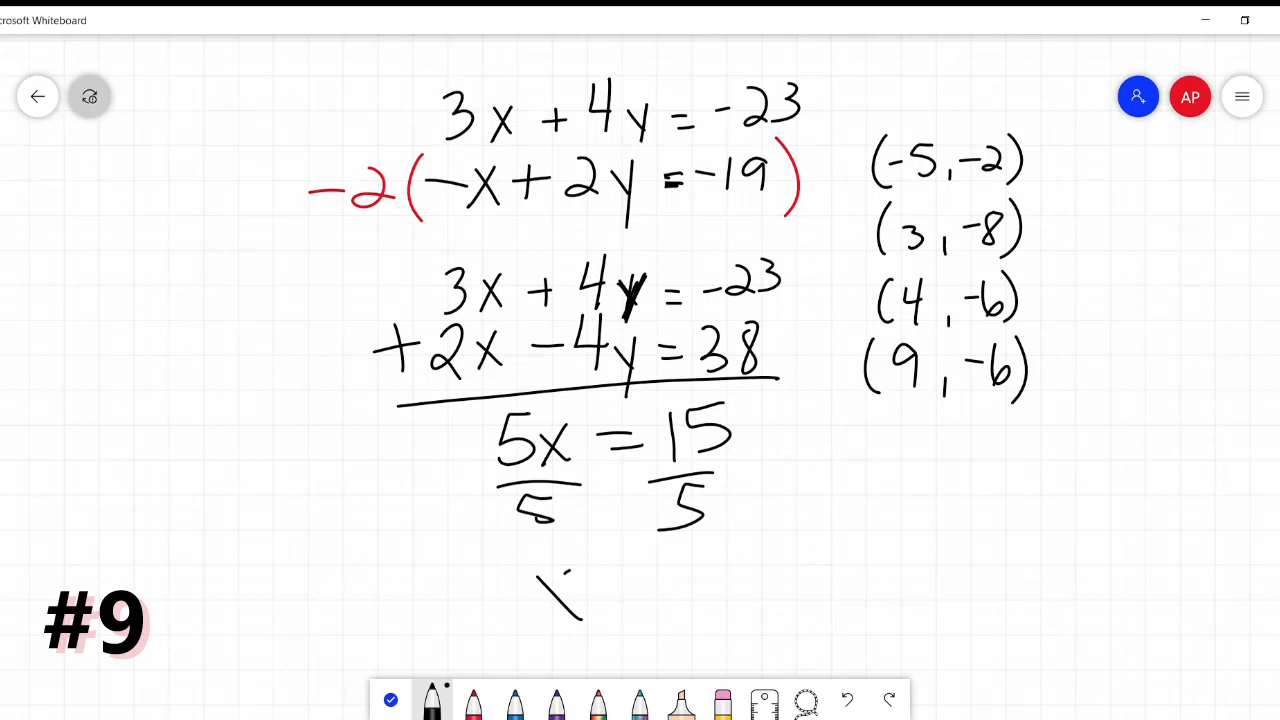 crosoft Whiteboard
AP
3x + 4y = -23
-2(-x + 2y = -19)
3x + 4y = -23
+2x - 4y = 38
5x = 15
5 5
(-5, -2)
(3, -8)
(4, -6)
(9, -6)
#9